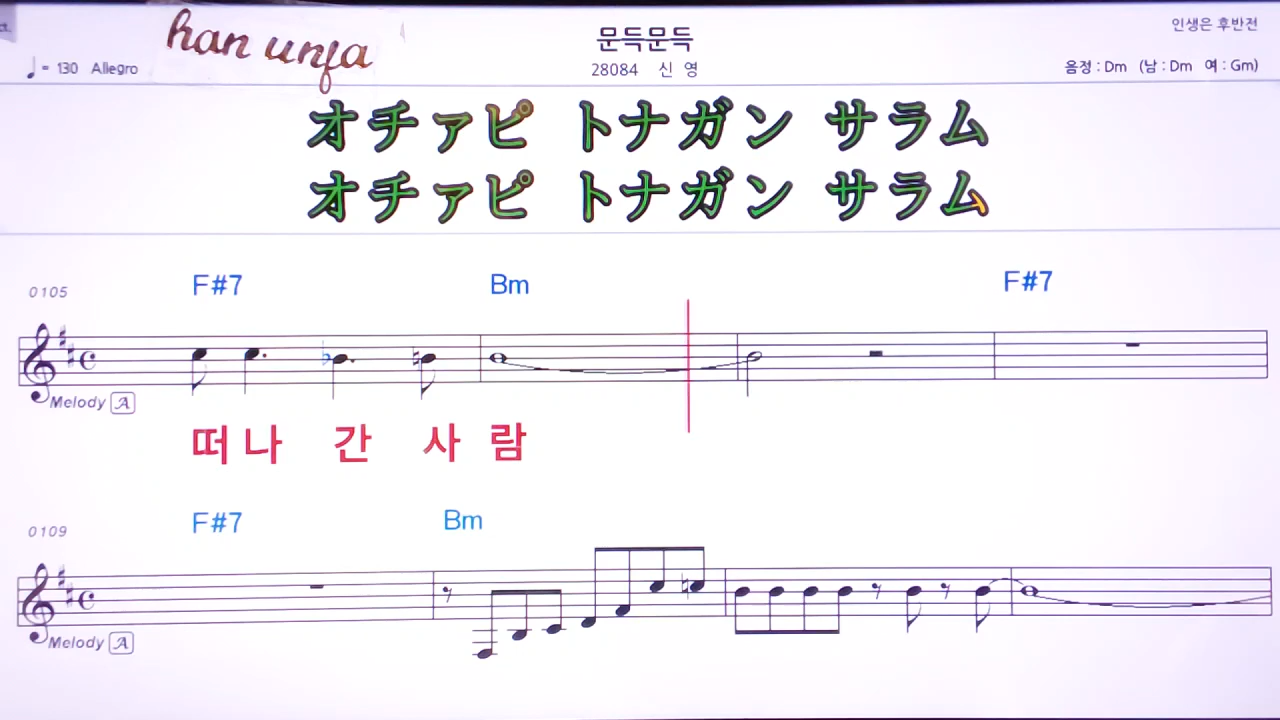 han unja
문득문득
인생은 후반전
♩= 130 Allegro
28084 신 영
음정 : Dm (남 : Dm 여 : Gm)
オチァピ トナガン サラム
オチァピ トナガン サラム
F#7 Bm F#7
0105
Melody A
떠나 간 사 람
F#7 Bm
0109
Melody A